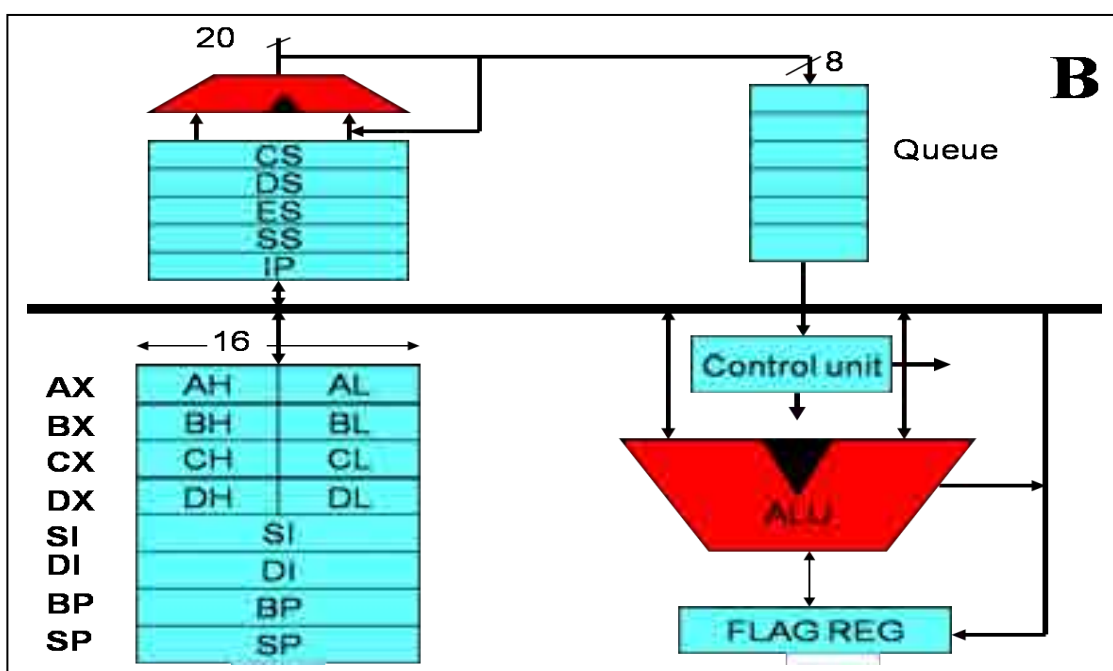 20
8
B
Queue
CS
DS
ES
SS
IP
16
AX AH AL
BX BH BL
CX CH CL
DX DH DL
SI SI
DI DI
BP BP
SP SP
Control unit
ALU
FLAG REG